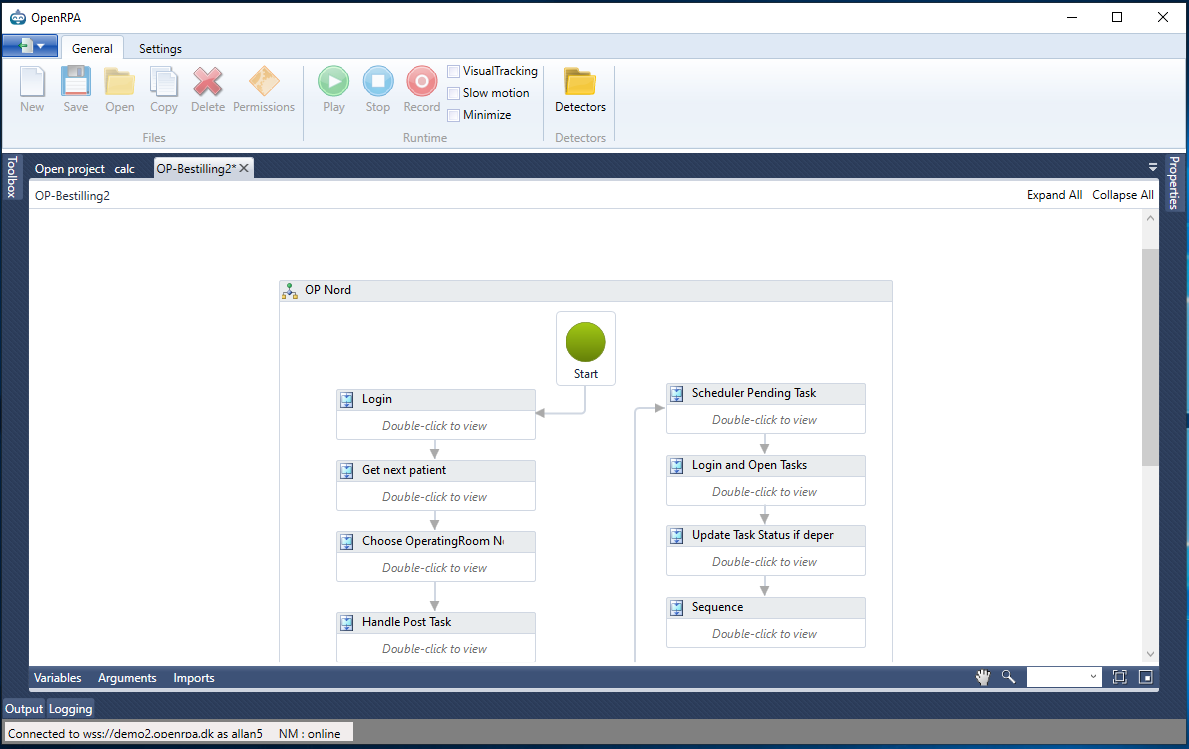 OpenRPA
General Settings
New Save Open Copy Delete Permissions
Files
Play Stop Record
VisualTracking
Slow motion
Minimize
Runtime
Detectors
Detectors
Toolbox
Open project calc OP-Bestilling2*
Properties
OP-Bestilling2
Expand All Collapse All
OP Nord
Start
Login
Double-click to view
Get next patient
Double-click to view
Choose OperatingRoom
Double-click to view
Handle Post Task
Double-click to view
Scheduler Pending Task
Double-click to view
Login and Open Tasks
Double-click to view
Update Task Status if deper
Double-click to view
Sequence
Double-click to view
Variables Arguments Imports
Output Logging
Connected to wss://demo2.openrpa.dk as allan5 NM : online